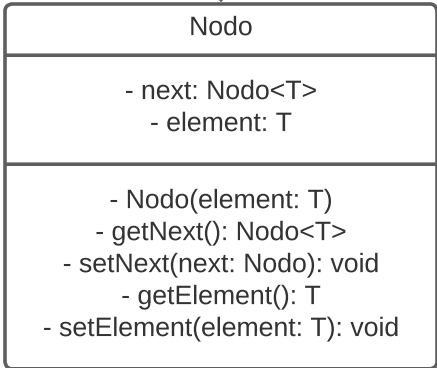 Nodo
- next: Nodo<T>
- element: T
- Nodo(element: T)
- getNext(): Nodo<T>
- setNext(next: Nodo): void
- getElement(): T
- setElement(element: T): void